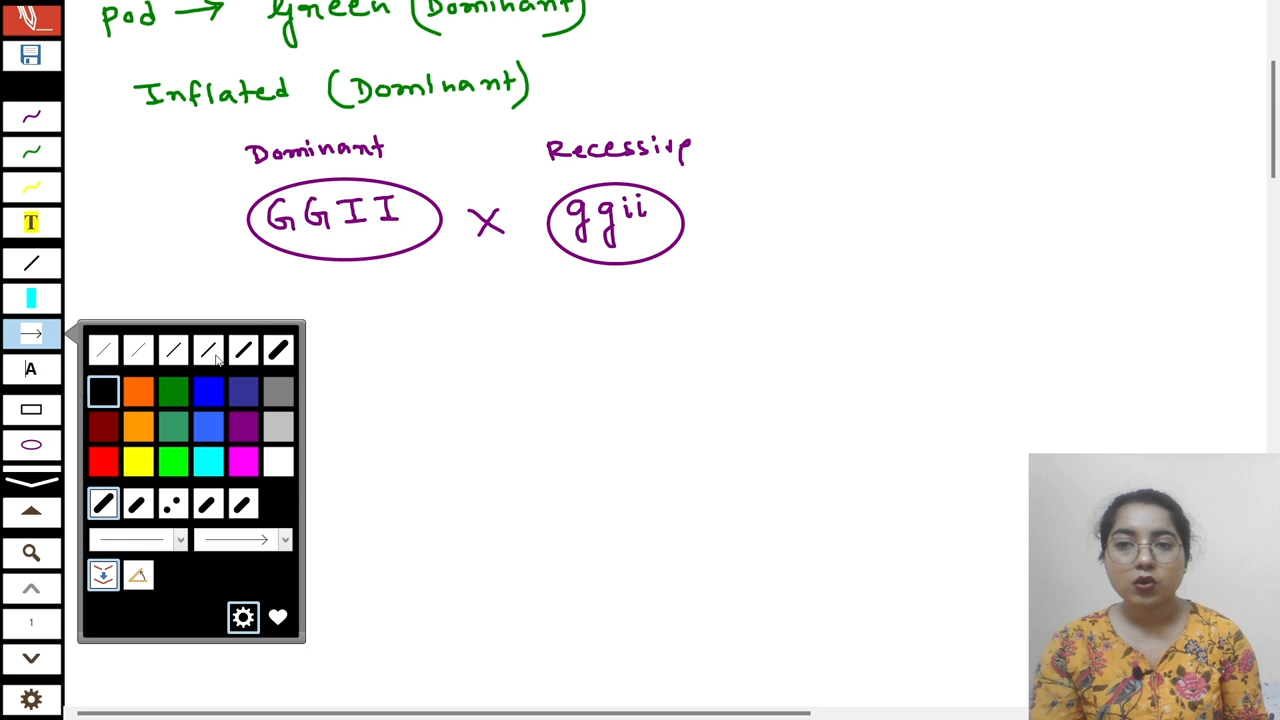 pod → Green (Dominant)
Inflated (Dominant)
Dominant Recessive
GGII X ggii
T
A
1